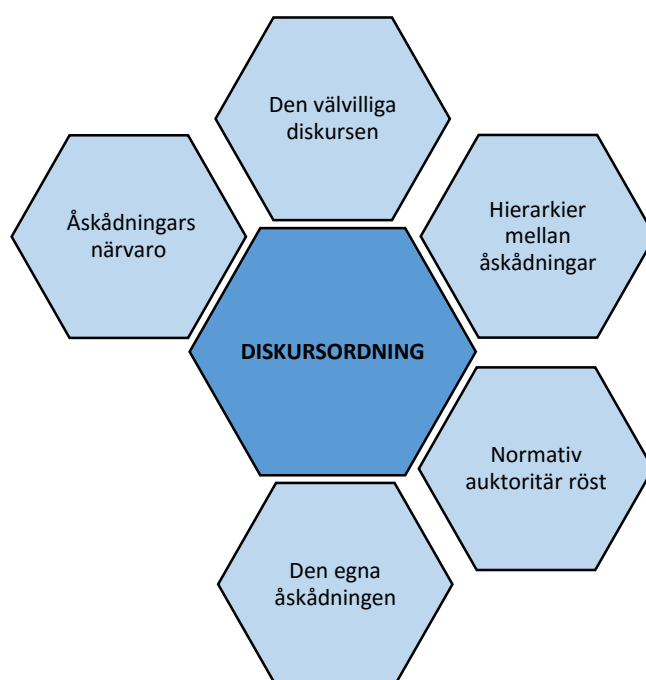 Den välvilliga
diskursen
Åskådningars
närvaro
Hierarkier
mellan
åskådningar
DISKURSORDNING
Normativ
auktoritär röst
Den egna
åskådningen